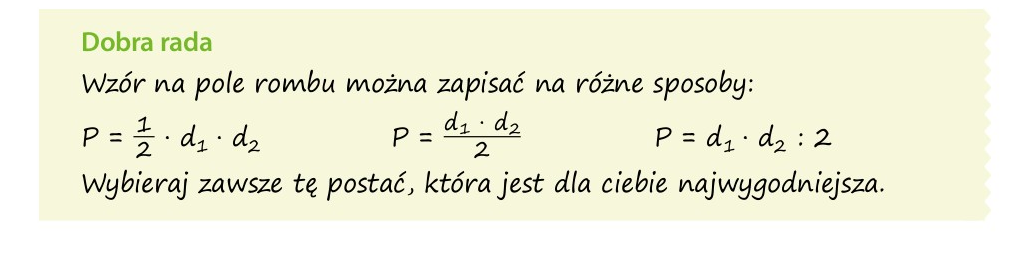 Dobra rada
Wzór na pole rombu można zapisać na różne sposoby:
P = 1/2 · d₁ · d₂    P = d₁ · d₂ / 2    P = d₁ · d₂ : 2
Wybieraj zawsze tę postać, która jest dla ciebie najwygodniejsza.